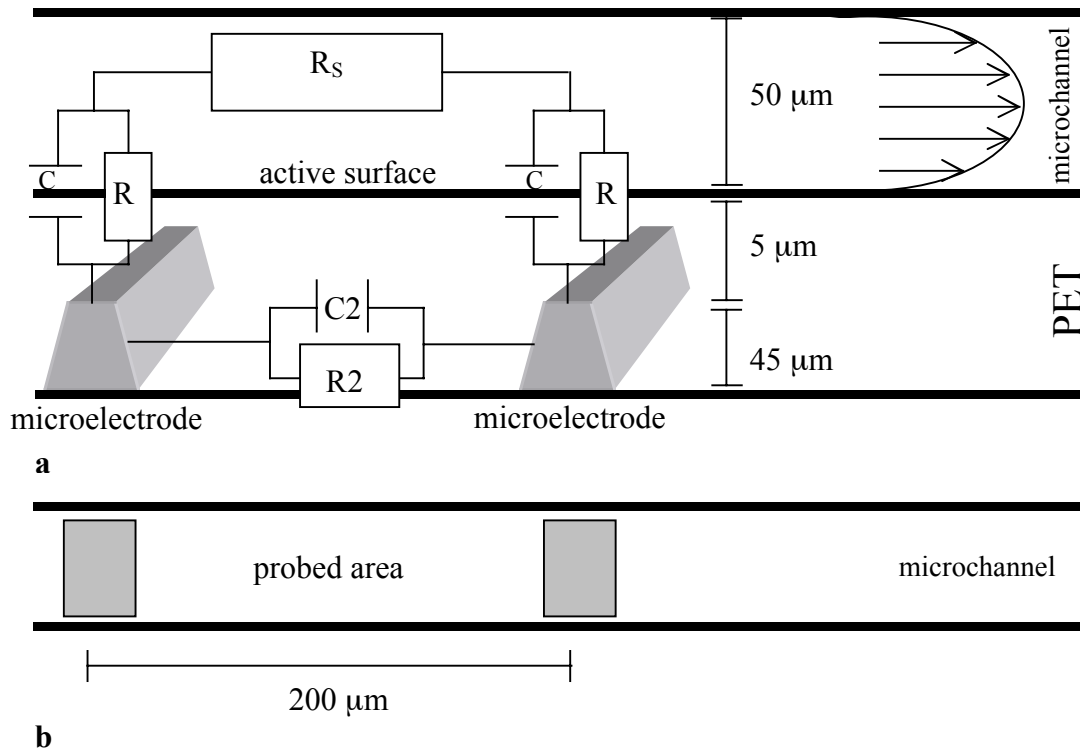 R_S
50 μm
microchannel
C
R
active surface
C
R
5 μm
C2
PET
R2
45 μm
microelectrode
microelectrode
a
probed area
microchannel
200 μm
b